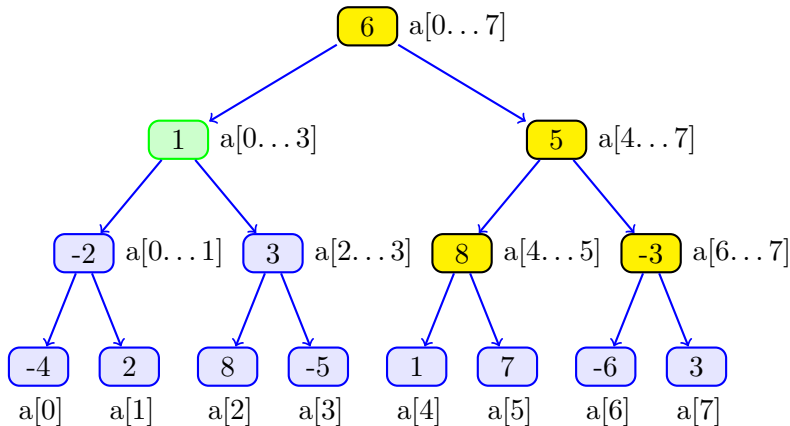 6 a[0...7]
1 a[0...3] 5 a[4...7]
-2 a[0...1] 3 a[2...3] 8 a[4...5] -3 a[6...7]
-4 2 8 -5 1 7 -6 3
a[0] a[1] a[2] a[3] a[4] a[5] a[6] a[7]